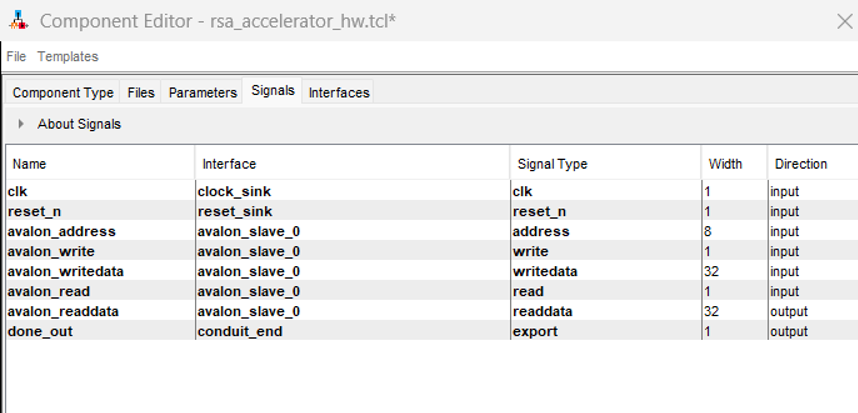 Component Editor - rsa_accelerator_hw.tcl*
File Templates
Component Type Files Parameters Signals Interfaces
About Signals
Name Interface Signal Type Width Direction
clk clock_sink clk 1 input
reset_n reset_sink reset_n 1 input
avalon_address avalon_slave_0 address 8 input
avalon_write avalon_slave_0 write 1 input
avalon_writedata avalon_slave_0 writedata 32 input
avalon_read avalon_slave_0 read 1 input
avalon_readdata avalon_slave_0 readdata 32 output
done_out conduit_end export 1 output